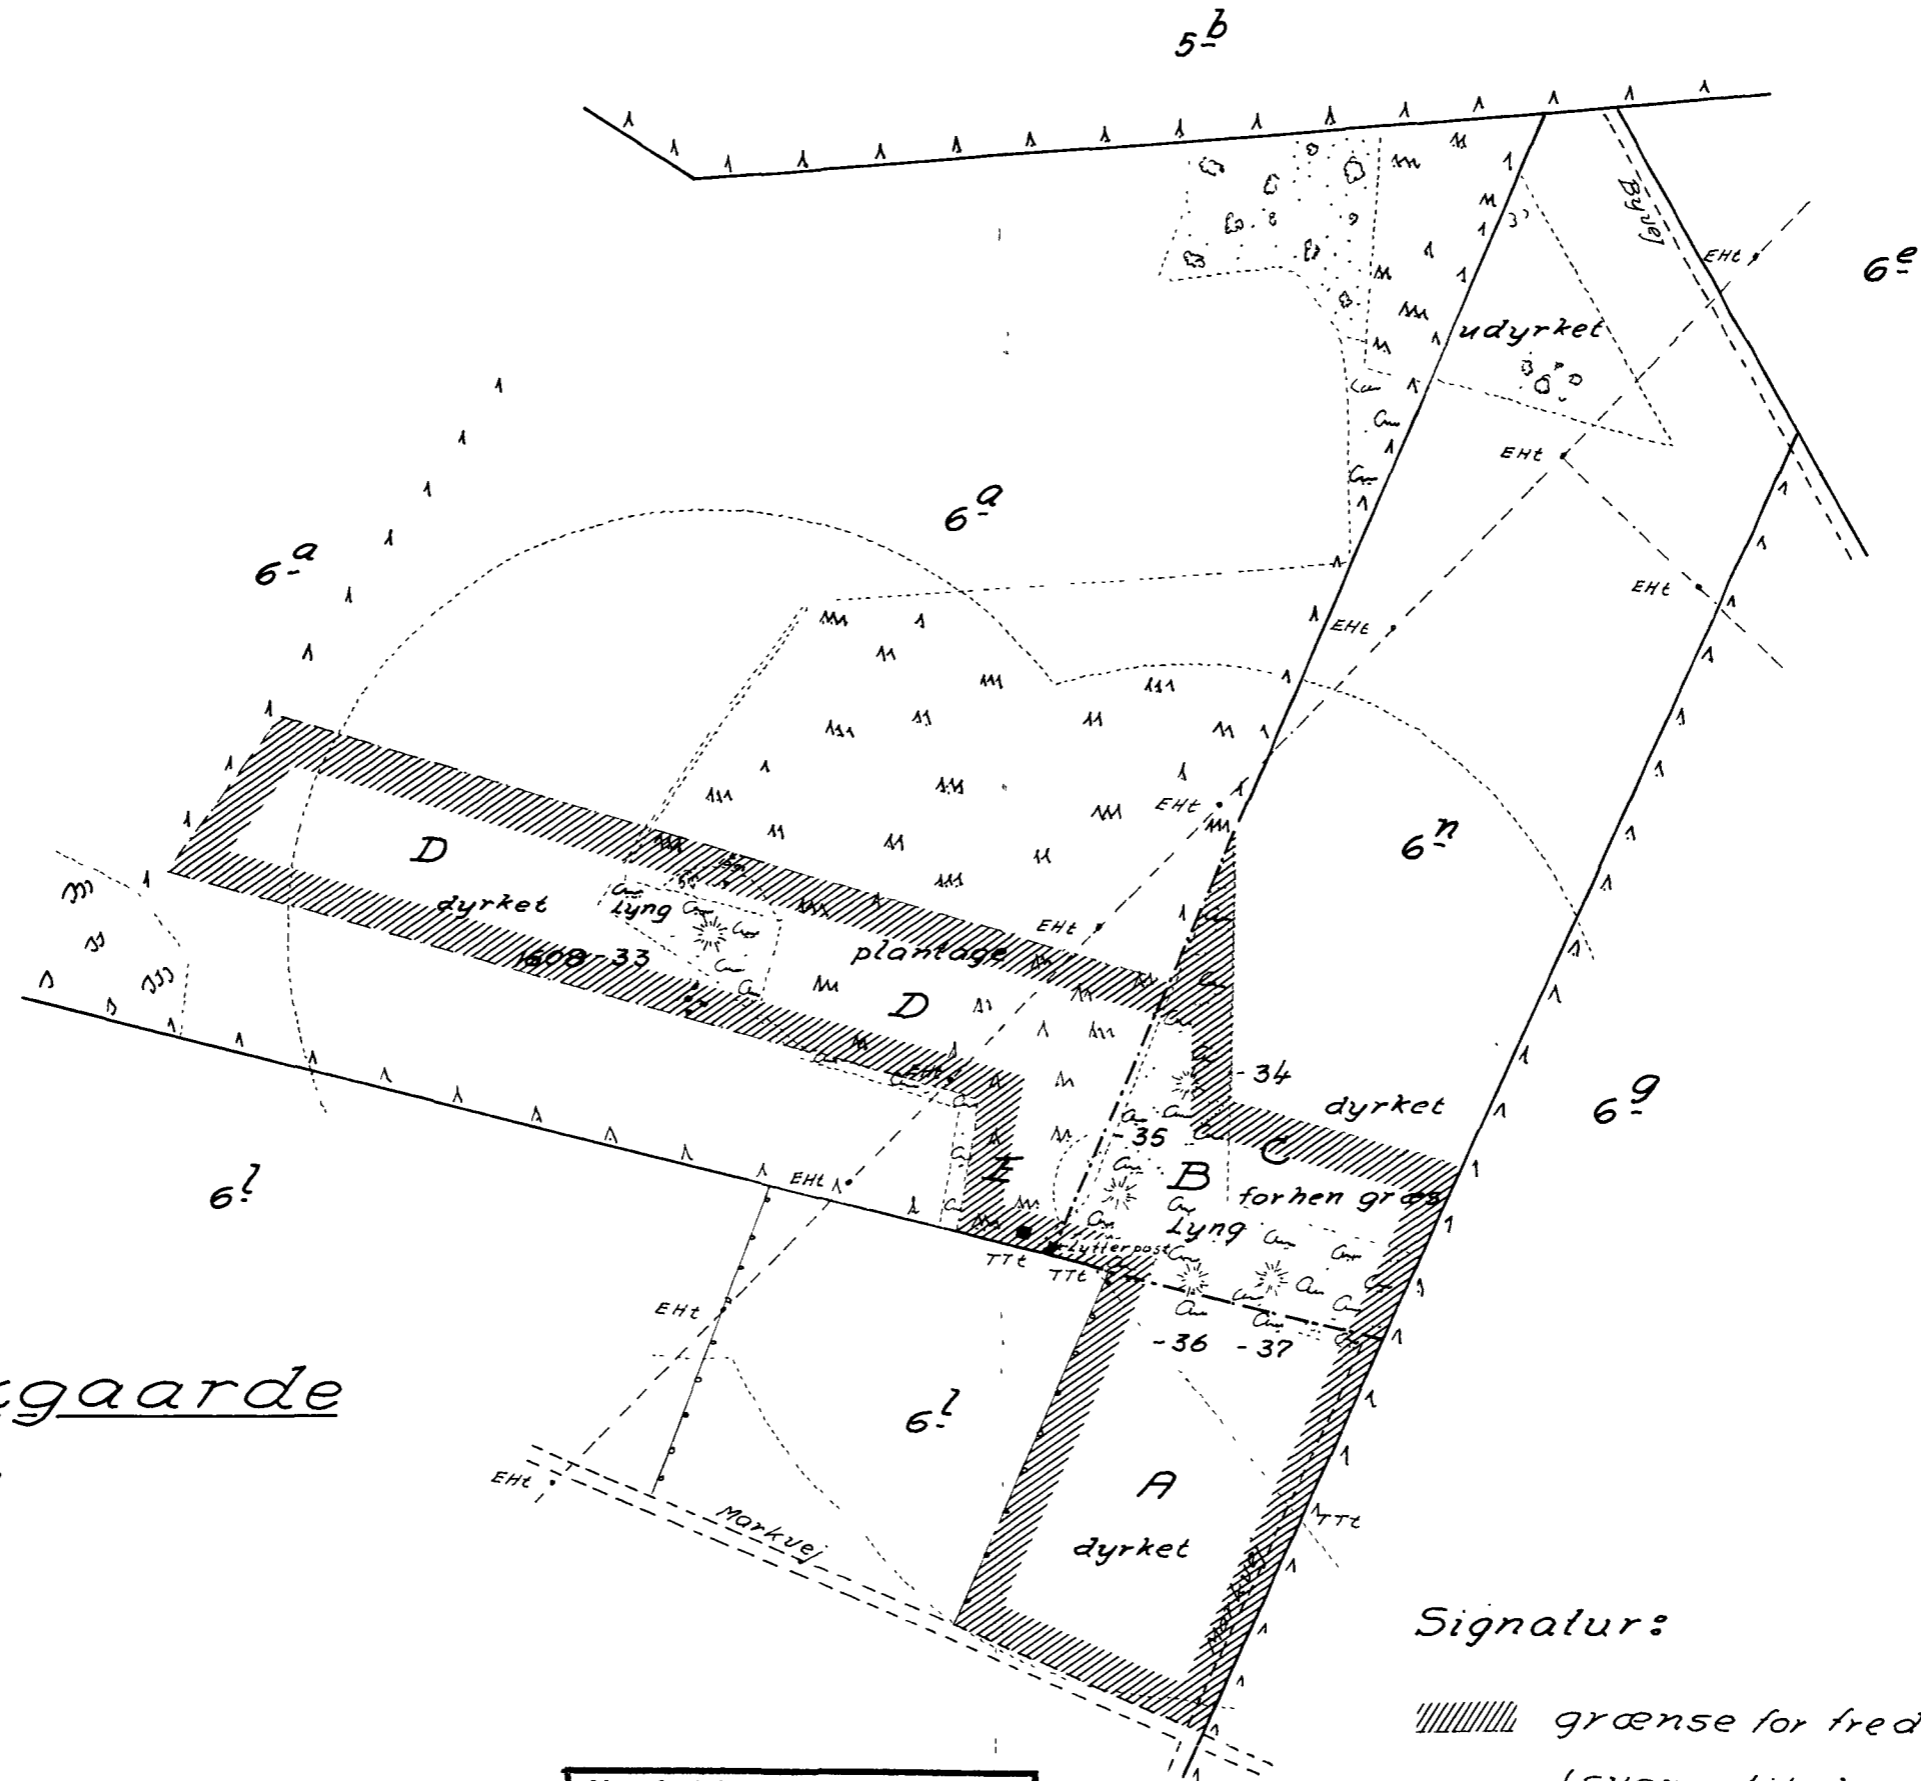 5b
Byvej
EHt
6e
udyrket
EHt
6a
6a
EHt
EHt
EHt
6n
D
dyrket
Lyng
EHt
1608-33
plantage
D
-34
EHt
dyrket
6g
-35
B
C
E
EHt
6l
forhen græs
Lyng
Lytterpost
TTt
TTt
EHt
-36
-37
gaarde
6l
A
EHt
Markvej
TTt
dyrket
Markvej
Signatur:
grænse for fred